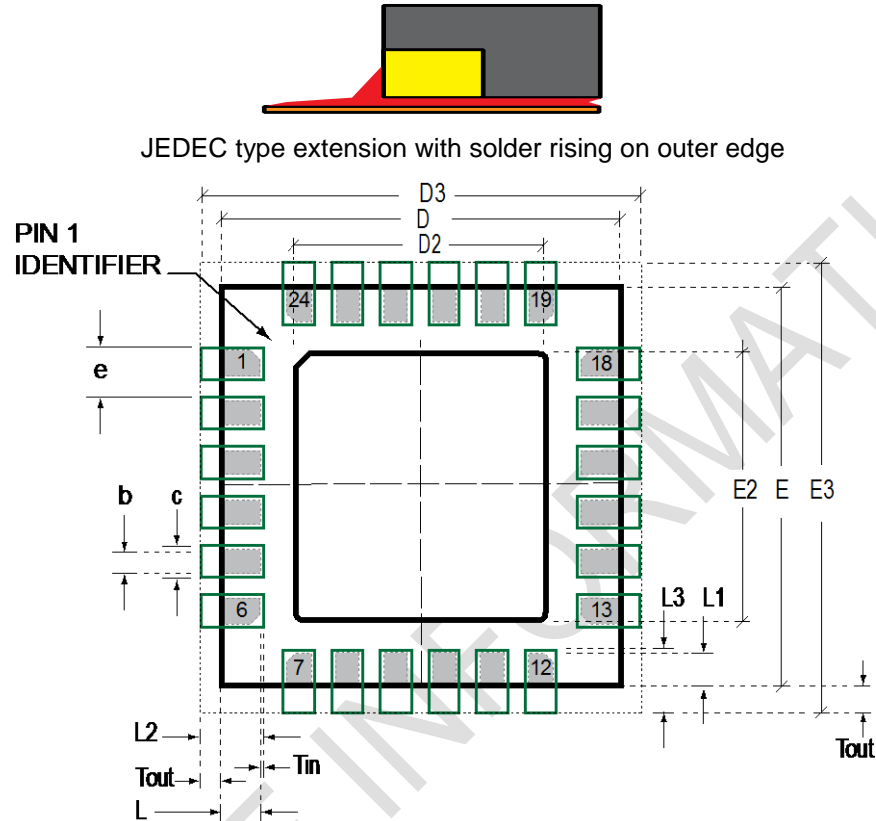 JEDEC type extension with solder rising on outer edge
D3
D
D2
PIN 1
IDENTIFIER
24
19
1
18
e
b
c
E2
E
E3
6
13
L3
L1
7
12
L2
Tin
Tout
Tout
L
INFORMATI